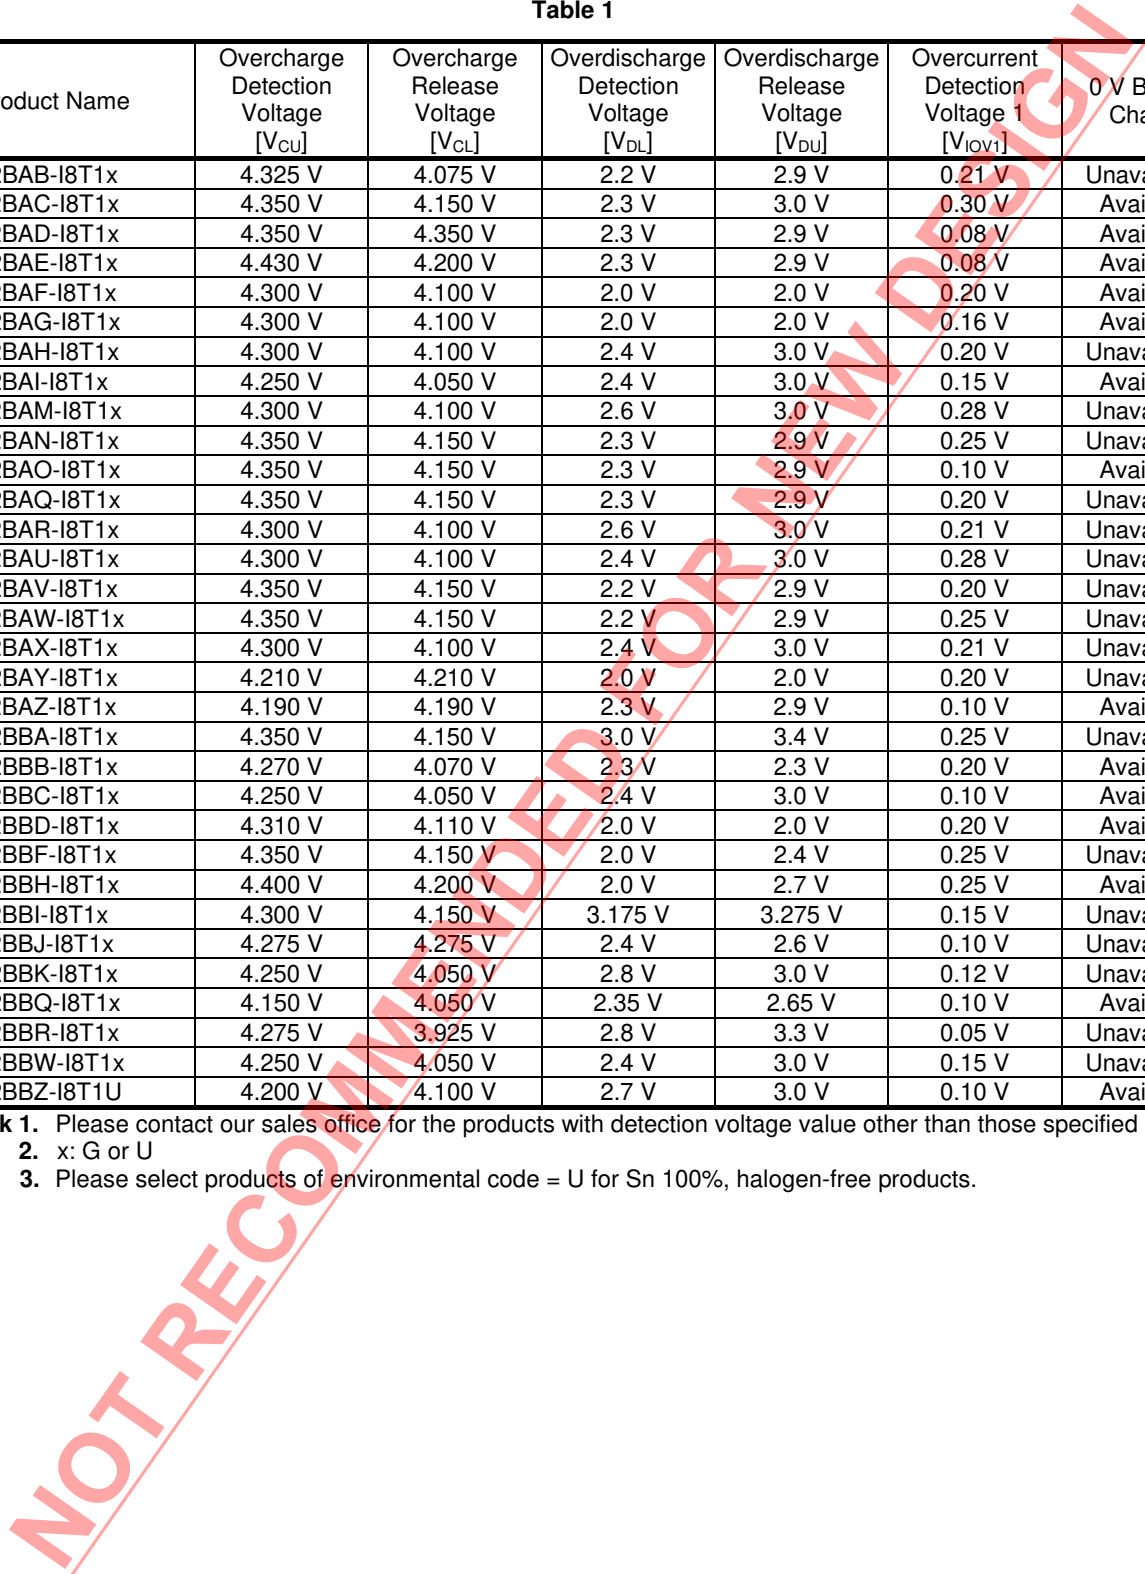 Table 1
oduct Name Overcharge Detection Voltage [VCU] Overcharge Release Voltage [VCL] Overdischarge Detection Voltage [VDL] Overdischarge Release Voltage [VDU] Overcurrent Detection Voltage 1 [VIOV1] 0 V B Cha
BAB-I8T1x 4.325 V 4.075 V 2.2 V 2.9 V 0.21 V Unava
BAC-I8T1x 4.350 V 4.150 V 2.3 V 3.0 V 0.30 V Avai
BAD-I8T1x 4.350 V 4.350 V 2.3 V 2.9 V 0.08 V Avai
BAE-I8T1x 4.430 V 4.200 V 2.3 V 2.9 V 0.08 V Avai
BAF-I8T1x 4.300 V 4.100 V 2.0 V 2.0 V 0.20 V Avai
BAG-I8T1x 4.300 V 4.100 V 2.0 V 2.0 V 0.16 V Avai
BAH-I8T1x 4.300 V 4.100 V 2.4 V 3.0 V 0.20 V Unava
BAI-I8T1x 4.250 V 4.050 V 2.4 V 3.0 V 0.15 V Avai
BAM-I8T1x 4.300 V 4.100 V 2.6 V 3.0 V 0.28 V Unava
BAN-I8T1x 4.350 V 4.150 V 2.3 V 2.9 V 0.25 V Unava
BAO-I8T1x 4.350 V 4.150 V 2.3 V 2.9 V 0.10 V Avai
BAQ-I8T1x 4.350 V 4.150 V 2.3 V 2.9 V 0.20 V Unava
BAR-I8T1x 4.300 V 4.100 V 2.6 V 3.0 V 0.21 V Unava
BAU-I8T1x 4.300 V 4.100 V 2.4 V 3.0 V 0.28 V Unava
BAV-I8T1x 4.350 V 4.150 V 2.2 V 2.9 V 0.20 V Unava
BAW-I8T1x 4.350 V 4.150 V 2.2 V 2.9 V 0.25 V Unava
BAX-I8T1x 4.300 V 4.100 V 2.4 V 3.0 V 0.21 V Unava
BAY-I8T1x 4.210 V 4.210 V 2.0 V 2.0 V 0.20 V Unava
BAZ-I8T1x 4.190 V 4.190 V 2.3 V 2.9 V 0.10 V Avai
BBA-I8T1x 4.350 V 4.150 V 3.0 V 3.4 V 0.25 V Unava
BBB-I8T1x 4.270 V 4.070 V 2.3 V 2.3 V 0.20 V Avai
BBC-I8T1x 4.250 V 4.050 V 2.4 V 3.0 V 0.10 V Avai
BBD-I8T1x 4.310 V 4.110 V 2.0 V 2.0 V 0.20 V Avai
BBF-I8T1x 4.350 V 4.150 V 2.0 V 2.4 V 0.25 V Unava
BBH-I8T1x 4.400 V 4.200 V 2.0 V 2.7 V 0.25 V Avai
BBI-I8T1x 4.300 V 4.150 V 3.175 V 3.275 V 0.15 V Unava
BBJ-I8T1x 4.275 V 4.275 V 2.4 V 2.6 V 0.10 V Unava
BBK-I8T1x 4.250 V 4.050 V 2.8 V 3.0 V 0.12 V Unava
BBQ-I8T1x 4.150 V 4.050 V 2.35 V 2.65 V 0.10 V Avai
BBR-I8T1x 4.275 V 3.925 V 2.8 V 3.3 V 0.05 V Unava
BBW-I8T1x 4.250 V 4.050 V 2.4 V 3.0 V 0.15 V Unava
BBZ-I8T1U 4.200 V 4.100 V 2.7 V 3.0 V 0.10 V Avai
k 1. Please contact our sales office for the products with detection voltage value other than those specified
2. x: G or U
3. Please select products of environmental code = U for Sn 100%, halogen-free products.
NOT RECOMMENDED FOR NEW DESIGN